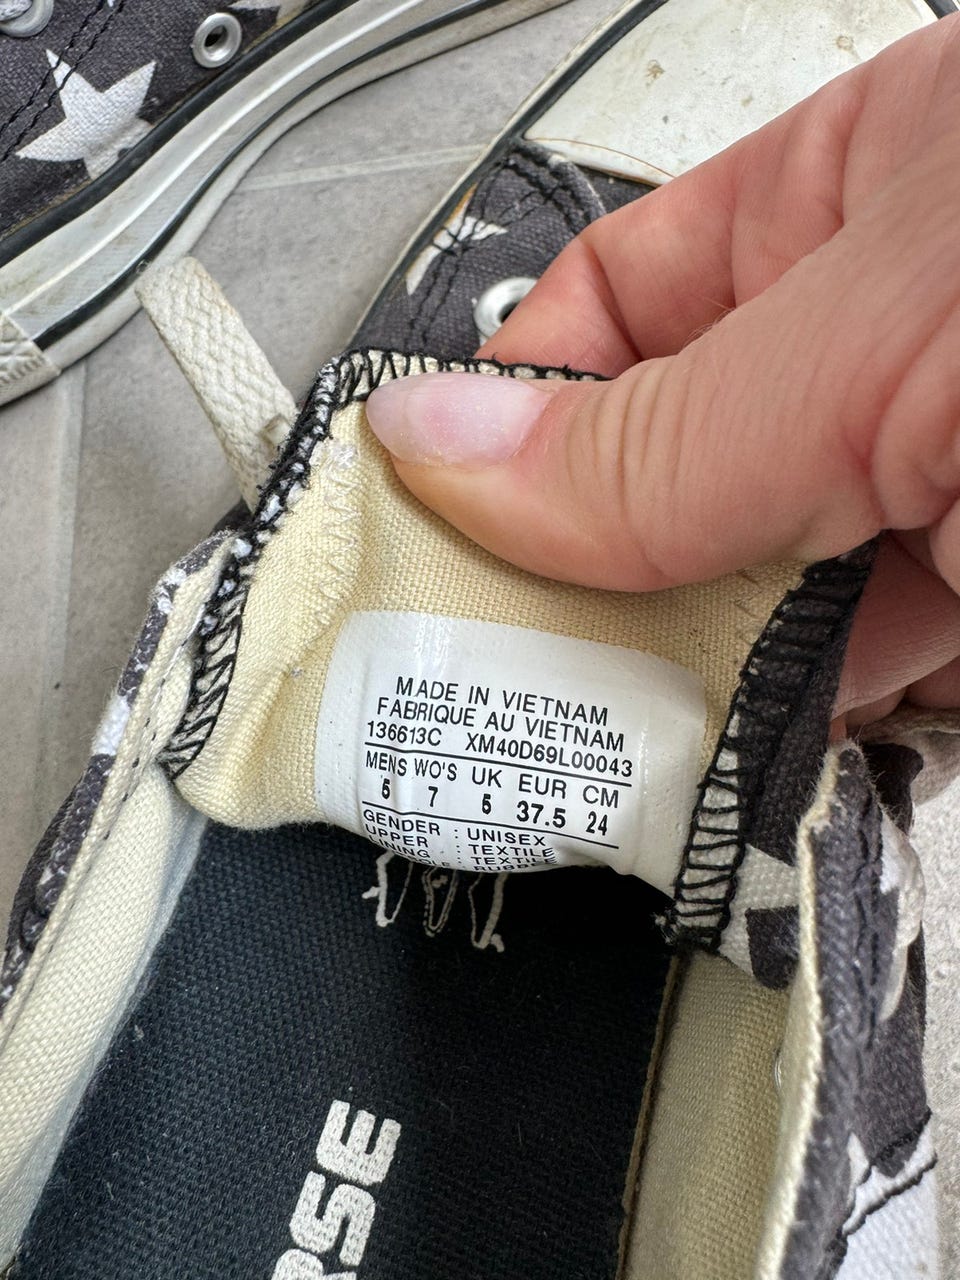 MADE IN VIETNAM
FABRIQUE AU VIETNAM
136613C XM40D69L00043
MENS WO'S UK EUR CM
5 7 5 37.5 24
GENDER : UNISEX
UPPER : TEXTILE
LINING : TEXTILE
RSE